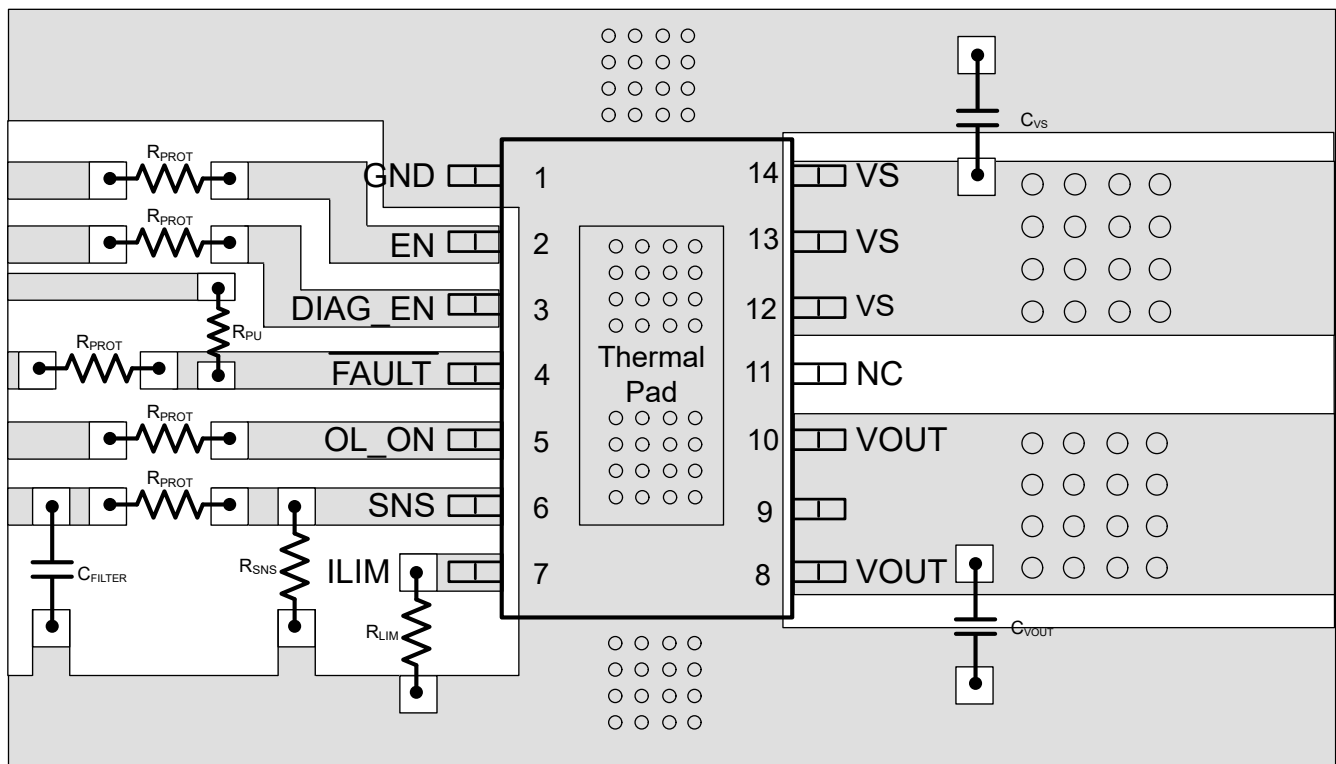 C_VS
R_PROT
GND 1 14 VS
R_PROT
EN 2 13 VS
DIAG_EN 3 12 VS
R_PU
R_PROT
FAULT 4 Thermal 11 NC
Pad
R_PROT
OL_ON 5 10 VOUT
R_PROT
SNS 6 9
C_FILTER R_SNS ILIM 7 8 VOUT
R_LIM C_VOUT